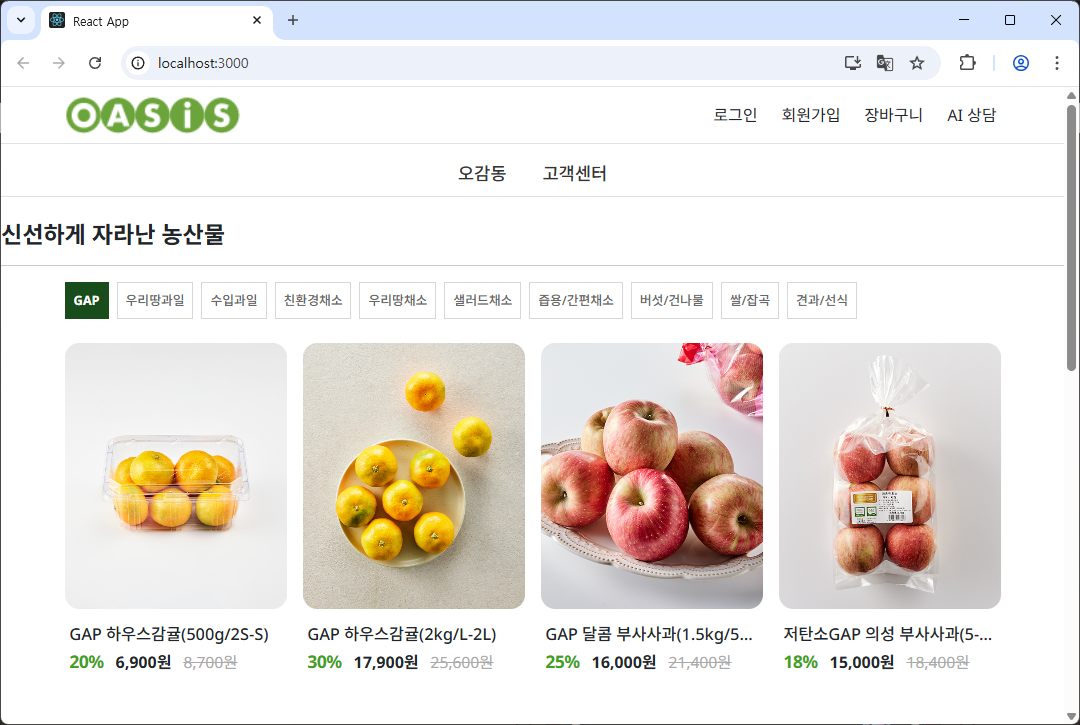 React App
localhost:3000
OASIS
로그인 회원가입 장바구니 AI 상담
오감동 고객센터
신선하게 자라난 농산물
GAP 우리땅과일 수입과일 친환경채소 우리땅채소 샐러드채소 즙용/간편채소 버섯/건나물 쌀/잡곡 견과/선식
GAP 하우스감귤(500g/2S-S)
20% 6,900원 8,700원
GAP 하우스감귤(2kg/L-2L)
30% 17,900원 25,600원
GAP 달콤 부사사과(1.5kg/5...
25% 16,000원 21,400원
저탄소GAP 의성 부사사과(5-...
18% 15,000원 18,400원